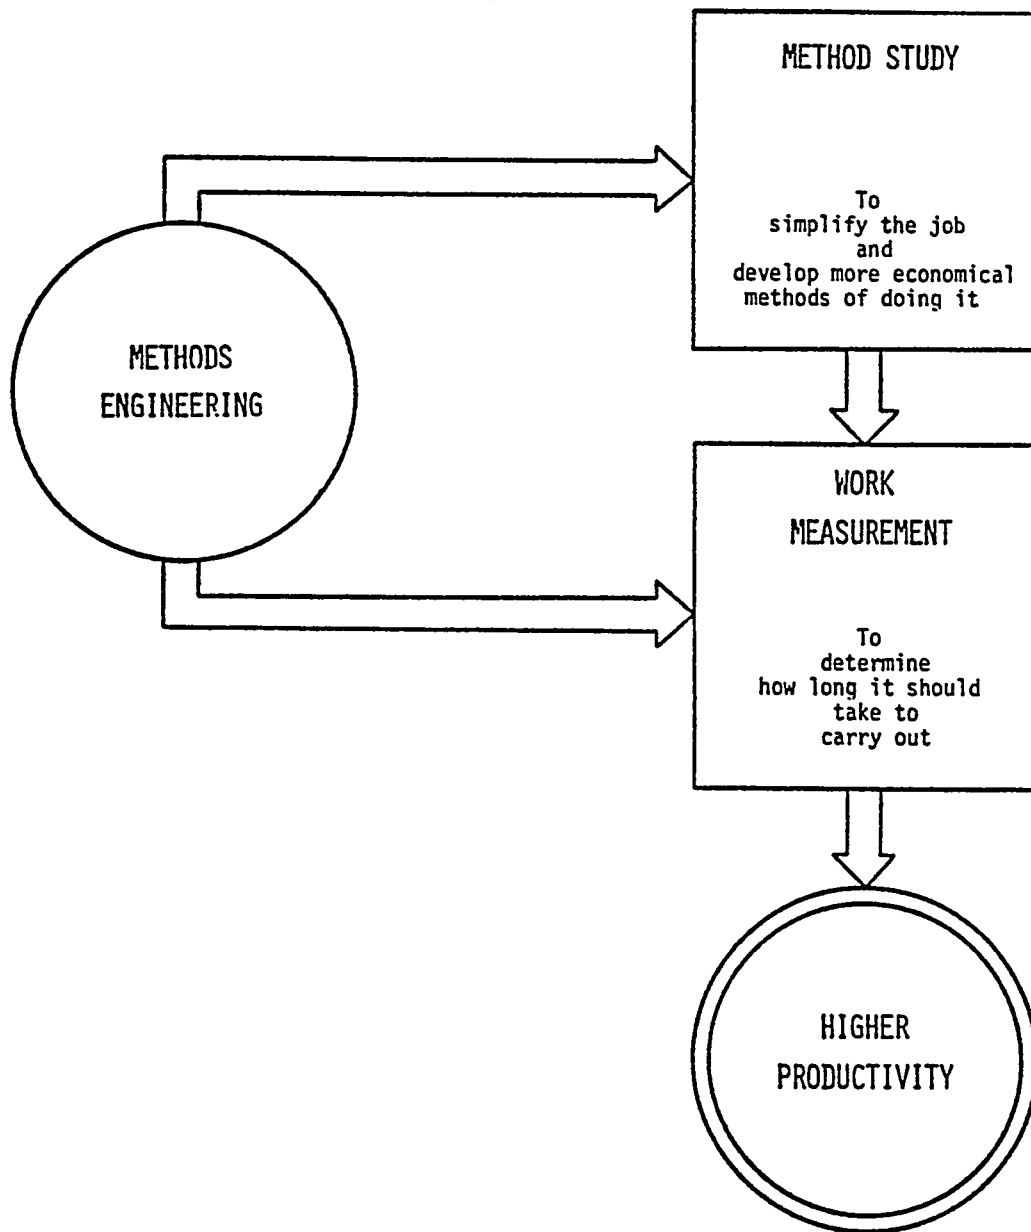 METHOD STUDY
To
simplify the job
and
develop more economical
methods of doing it
METHODS
ENGINEERING
WORK
MEASUREMENT
To
determine
how long it should
take to
carry out
HIGHER
PRODUCTIVITY